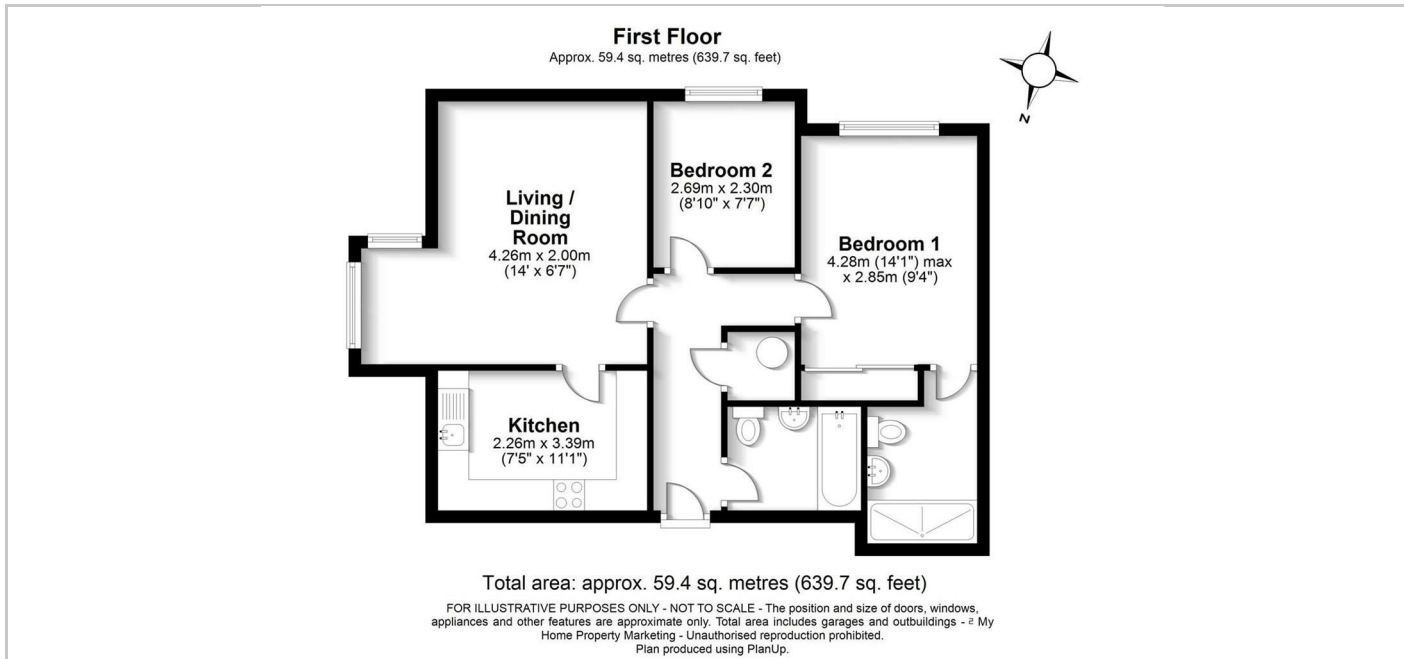 First Floor
Approx. 59.4 sq. metres (639.7 sq. feet)
N
Living /
Dining
Room
4.26m x 2.00m
(14' x 6'7")
Bedroom 2
2.69m x 2.30m
(8'10" x 7'7")
Bedroom 1
4.28m (14'1") max
x 2.85m (9'4")
Kitchen
2.26m x 3.39m
(7'5" x 11'1")
Total area: approx. 59.4 sq. metres (639.7 sq. feet)
FOR ILLUSTRATIVE PURPOSES ONLY - NOT TO SCALE - The position and size of doors, windows,
appliances and other features are approximate only. Total area includes garages and outbuildings - My
Home Property Marketing - Unauthorised reproduction prohibited.
Plan produced using PlanUp.